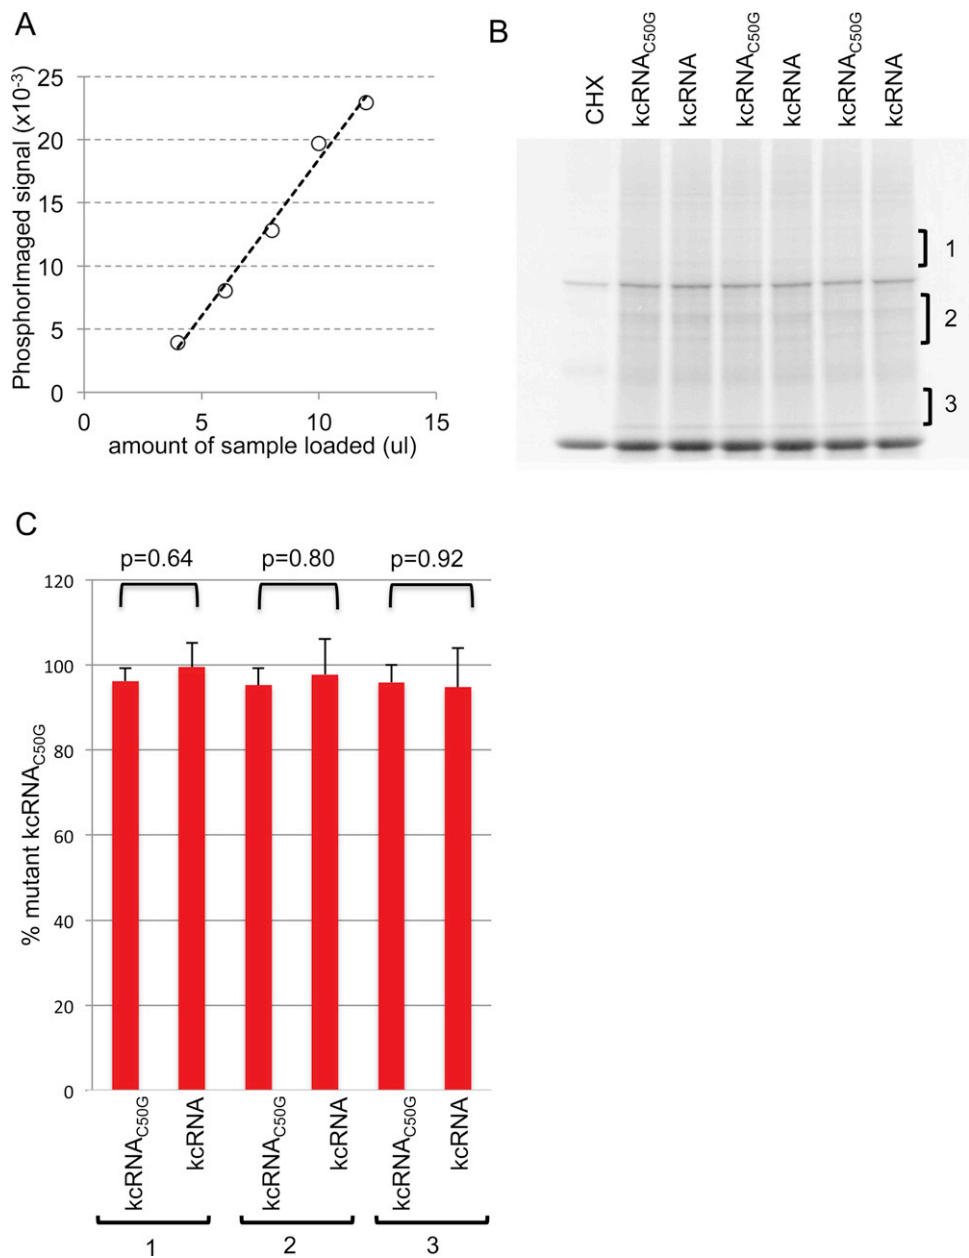 A
PhosphorImaged signal (x10-3)
25
20
15
10
5
0
0 5 10 15
amount of sample loaded (ul)
B
CHX
kcRNAC50G
kcRNA
kcRNAC50G
kcRNA
kcRNAC50G
kcRNA
1
2
3
C
p=0.64 p=0.80 p=0.92
% mutant kcRNAC50G
120
100
80
60
40
20
0
kcRNAC50G
kcRNA
kcRNAC50G
kcRNA
kcRNAC50G
kcRNA
1 2 3